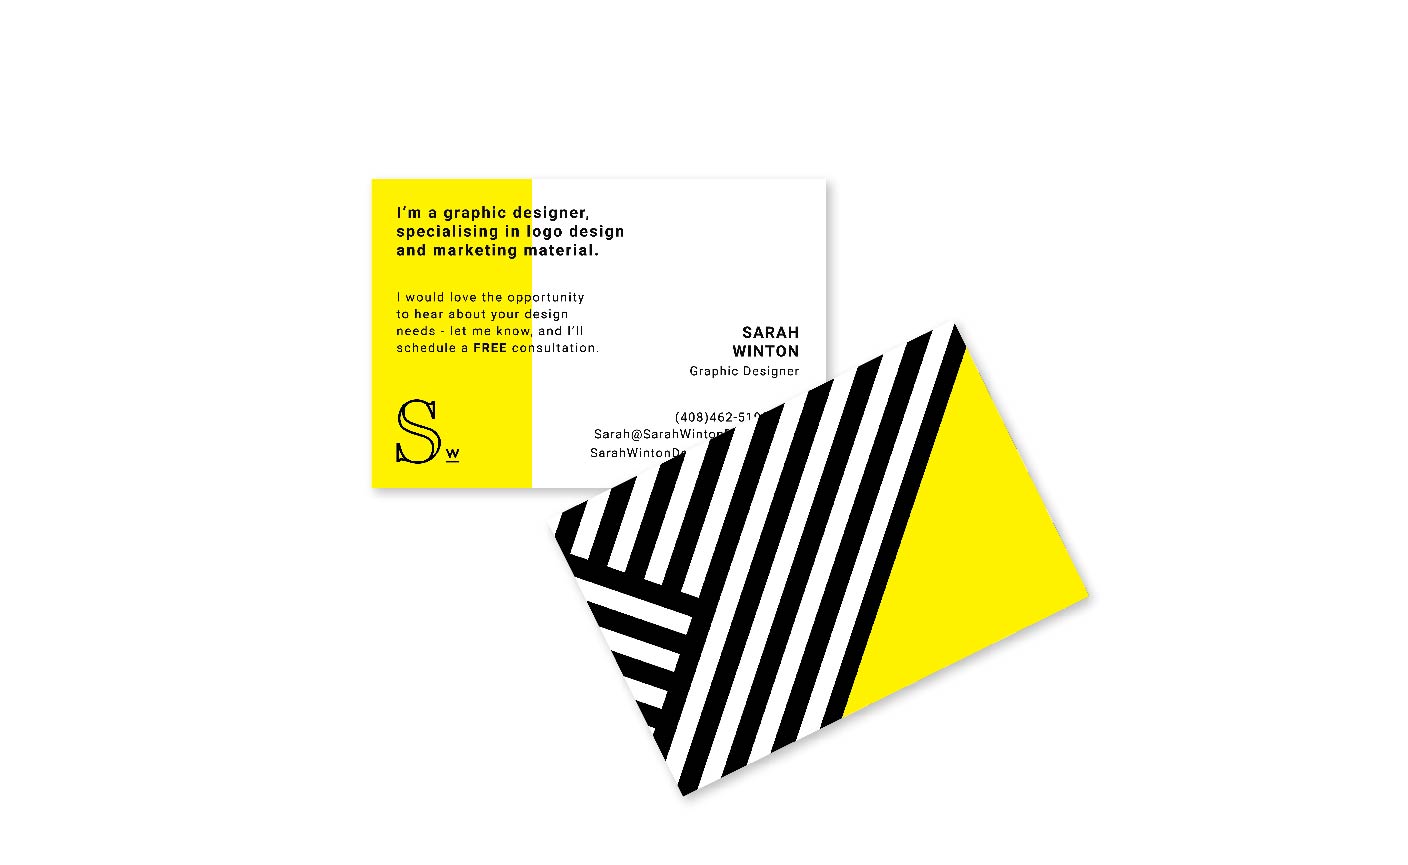 I'm a graphic designer,
specialising in logo design
and marketing material.
I would love the opportunity
to hear about your design
needs - let me know, and I'll
schedule a FREE consultation.
SARAH
WINTON
Graphic Designer
S w